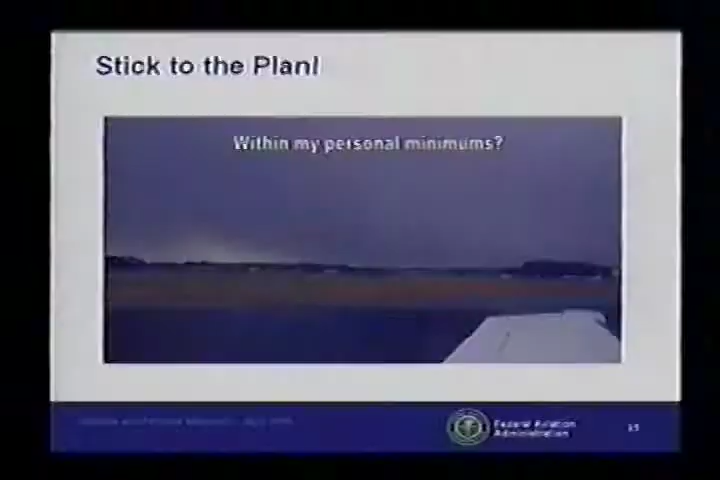 Stick to the Plan!
Within my personal minimums?
Federal Aviation
Administration